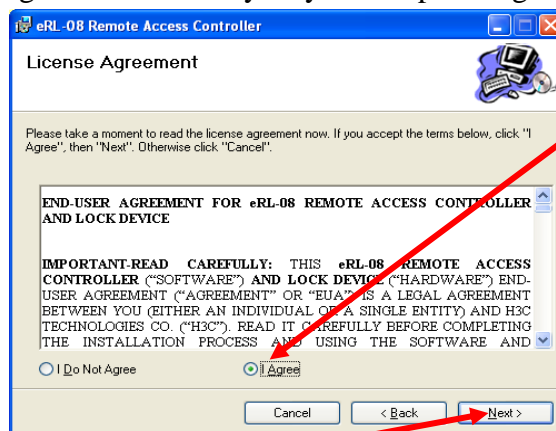 eRL-08 Remote Access Controller
License Agreement
Please take a moment to read the license agreement now. If you accept the terms below, click "I
Agree", then "Next". Otherwise click "Cancel".
END-USER AGREEMENT FOR eRL-08 REMOTE ACCESS CONTROLLER
AND LOCK DEVICE
IMPORTANT-READ CAREFULLY: THIS eRL-08 REMOTE ACCESS
CONTROLLER ("SOFTWARE") AND LOCK DEVICE ("HARDWARE") END-
USER AGREEMENT ("AGREEMENT" OR "EUA") IS A LEGAL AGREEMENT
BETWEEN YOU (EITHER AN INDIVIDUAL OR A SINGLE ENTITY) AND H3C
TECHNOLOGIES CO. ("H3C"). READ IT CAREFULLY BEFORE COMPLETING
THE INSTALLATION PROCESS AND USING THE SOFTWARE AND
I Do Not Agree I Agree
Cancel < Back Next >